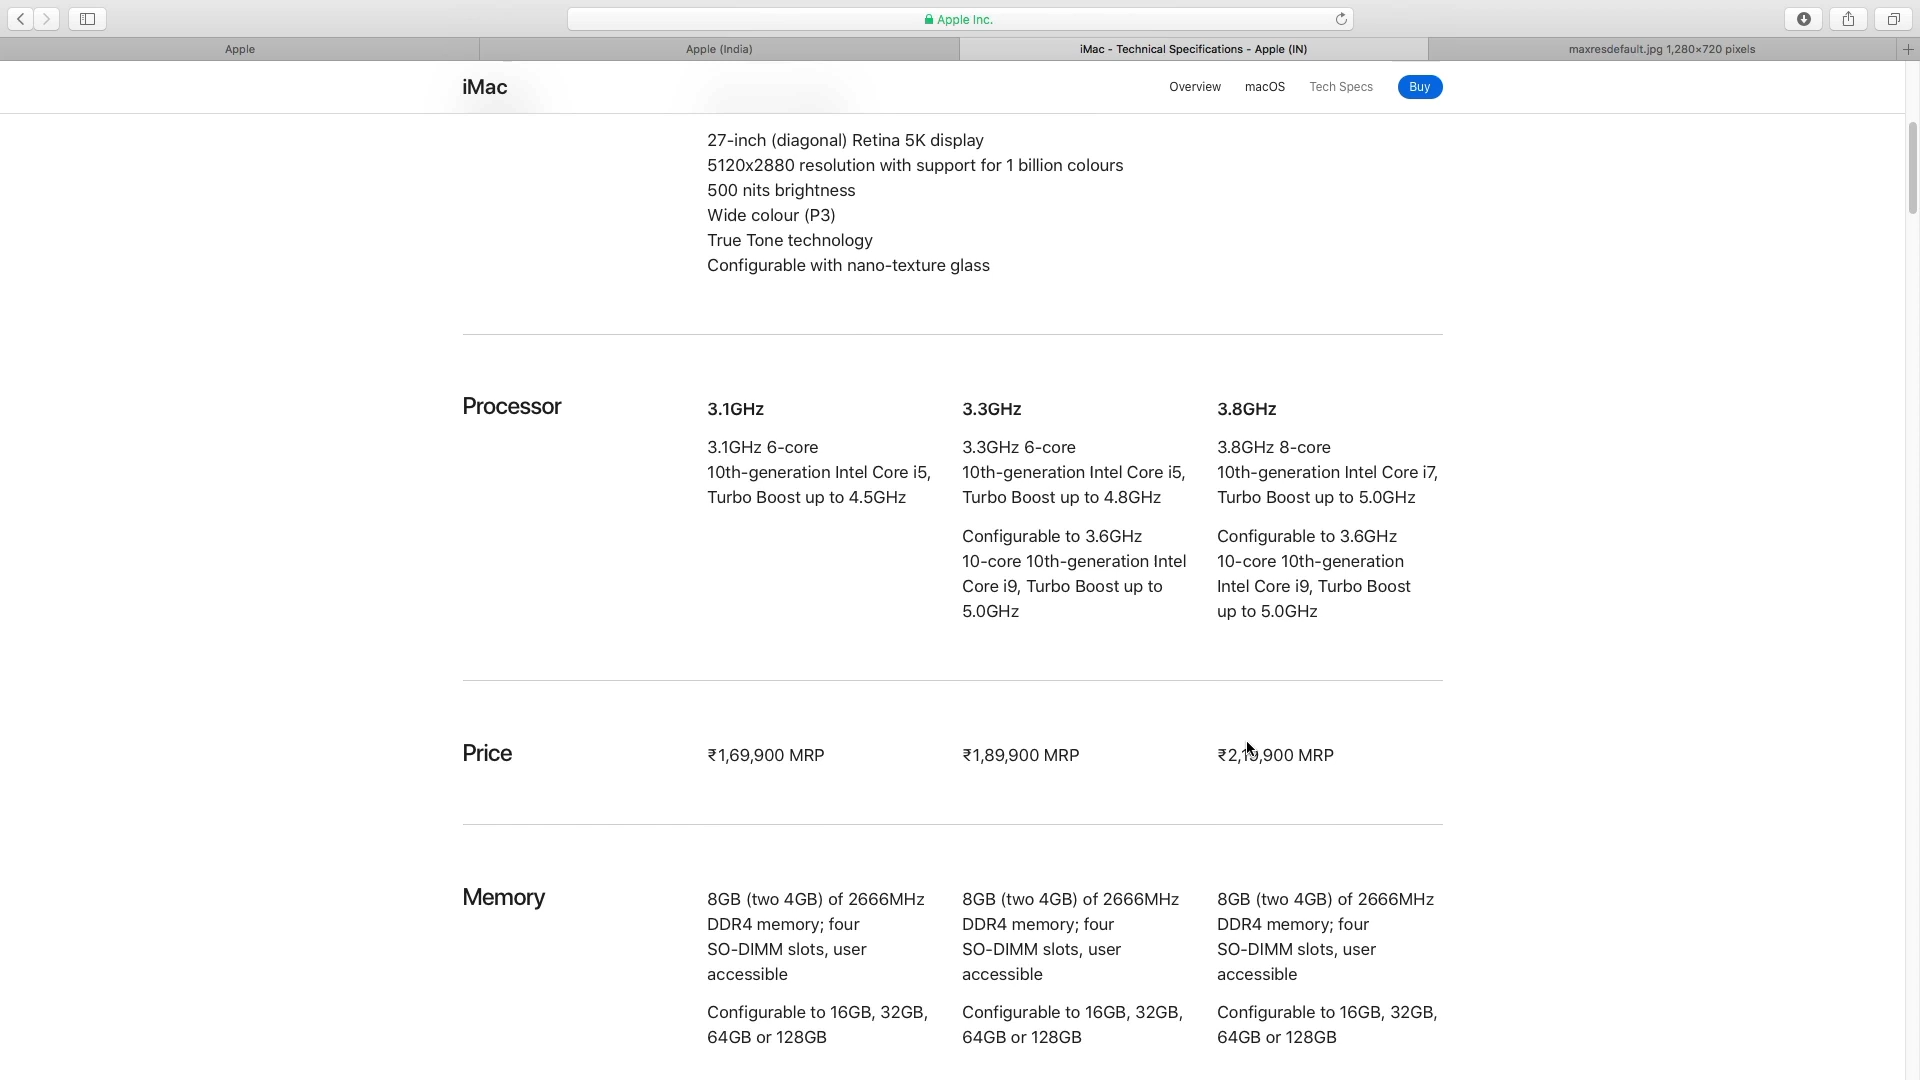 Apple Inc.
Apple
Apple (India)
iMac - Technical Specifications - Apple (IN)
maxresdefault.jpg 1,280×720 pixels
iMac
Overview
macOS
Tech Specs
Buy
27-inch (diagonal) Retina 5K display
5120x2880 resolution with support for 1 billion colours
500 nits brightness
Wide colour (P3)
True Tone technology
Configurable with nano-texture glass
Processor
3.1GHz
3.1GHz 6-core
10th-generation Intel Core i5,
Turbo Boost up to 4.5GHz
3.3GHz
3.3GHz 6-core
10th-generation Intel Core i5,
Turbo Boost up to 4.8GHz
Configurable to 3.6GHz
10-core 10th-generation Intel
Core i9, Turbo Boost up to
5.0GHz
3.8GHz
3.8GHz 8-core
10th-generation Intel Core i7,
Turbo Boost up to 5.0GHz
Configurable to 3.6GHz
10-core 10th-generation
Intel Core i9, Turbo Boost
up to 5.0GHz
Price
₹1,69,900 MRP
₹1,89,900 MRP
₹2,19,900 MRP
Memory
8GB (two 4GB) of 2666MHz
DDR4 memory; four
SO-DIMM slots, user
accessible
Configurable to 16GB, 32GB,
64GB or 128GB
8GB (two 4GB) of 2666MHz
DDR4 memory; four
SO-DIMM slots, user
accessible
Configurable to 16GB, 32GB,
64GB or 128GB
8GB (two 4GB) of 2666MHz
DDR4 memory; four
SO-DIMM slots, user
accessible
Configurable to 16GB, 32GB,
64GB or 128GB